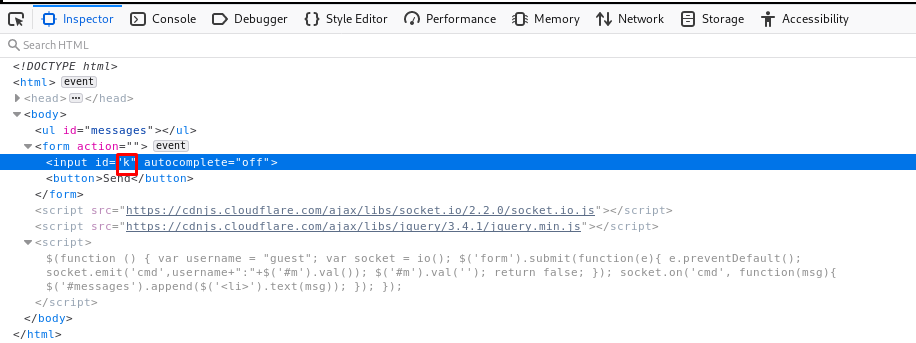 Inspector Console Debugger Style Editor Performance Memory Network Storage Accessibility
Search HTML
<!DOCTYPE html>
<html> event
<head> ••• </head>
<body>
<ul id="messages"></ul>
<form action=""> event
<input id="k" autocomplete="off">
<button>Send</button>
</form>
<script src="https://cdnjs.cloudflare.com/ajax/libs/socket.io/2.2.0/socket.io.js"></script>
<script src="https://cdnjs.cloudflare.com/ajax/libs/jquery/3.4.1/jquery.min.js"></script>
<script>
$(function () { var username = "guest"; var socket = io(); $('form').submit(function(e){ e.preventDefault();
socket.emit('cmd',username+":"+$('#m').val()); $('#m').val(''); return false; }); socket.on('cmd', function(msg){
$('#messages').append($('<li>').text(msg)); }); });
</script>
</body>
</html>